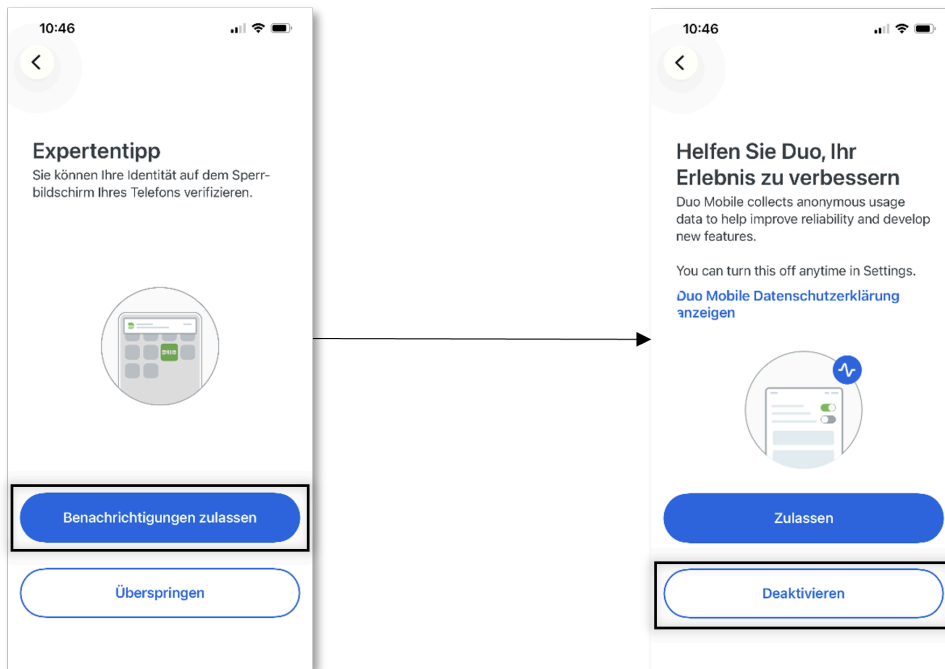 10:46
Expertentipp
Sie können Ihre Identität auf dem Sperr-
bildschirm Ihres Telefons verifizieren.
Benachrichtigungen zulassen
Überspringen
10:46
Helfen Sie Duo, Ihr
Erlebnis zu verbessern
Duo Mobile collects anonymous usage
data to help improve reliability and develop
new features.
You can turn this off anytime in Settings.
Duo Mobile Datenschutzerklärung
anzeigen
Zulassen
Deaktivieren